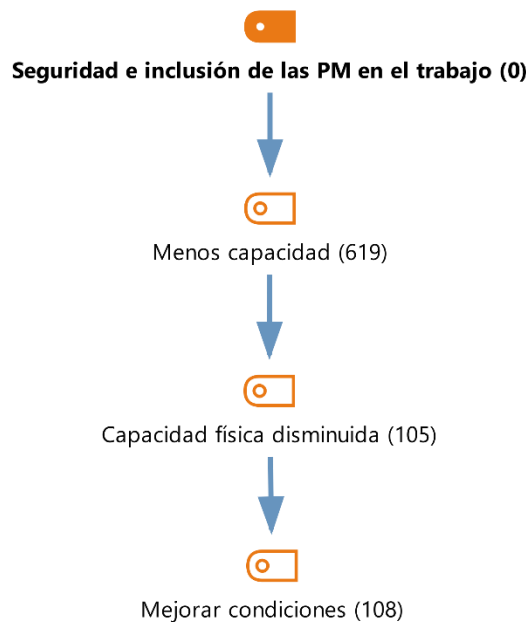 Seguridad e inclusión de las PM en el trabajo (0)
Menos capacidad (619)
Capacidad física disminuida (105)
Mejorar condiciones (108)